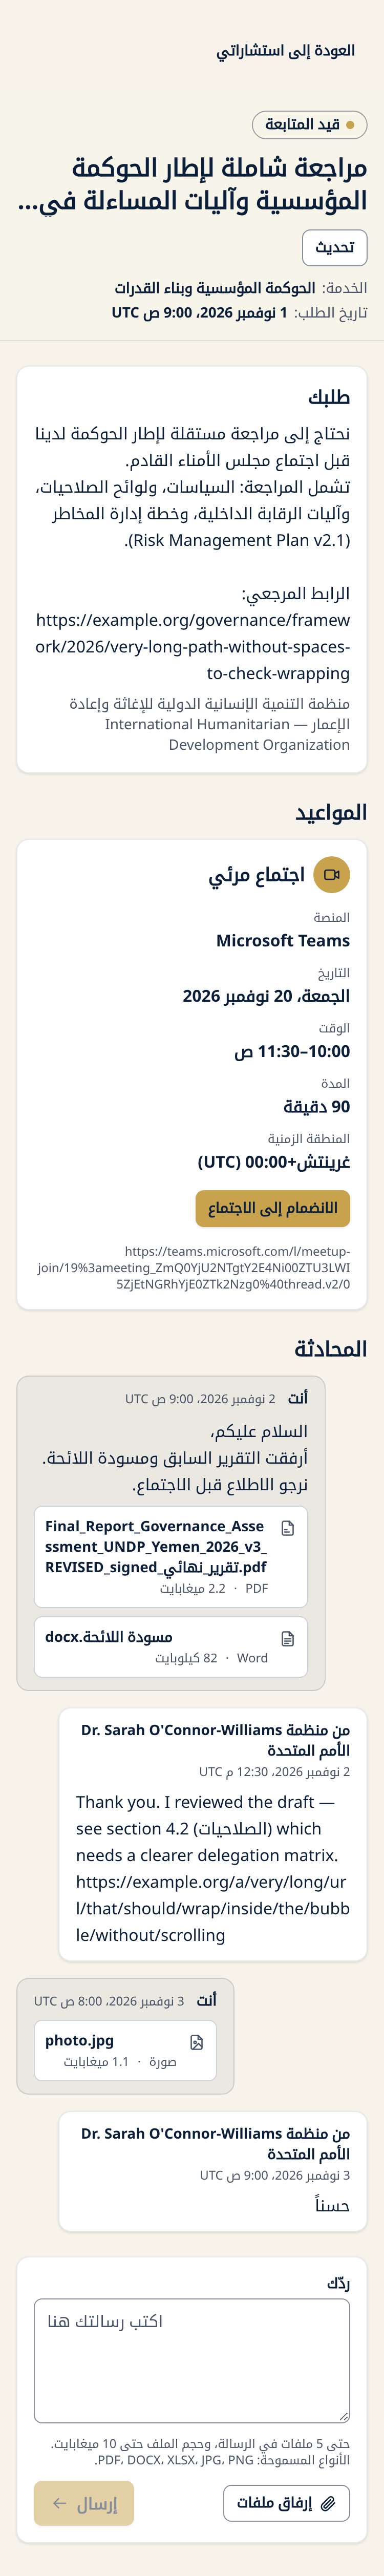 العودة إلى استشاراتي
قيد المتابعة
مراجعة شاملة لإطار الحوكمة
المؤسسية وآليات المساءلة في...
تحديث
الخدمة: الحوكمة المؤسسية وبناء القدرات
تاريخ الطلب: 1 نوفمبر 2026، 9:00 ص UTC
طلبك
نحتاج إلى مراجعة مستقلة لإطار الحوكمة لدينا
قبل اجتماع مجلس الأمناء القادم.
تشمل المراجعة: السياسات، ولوائح الصلاحيات،
وآليات الرقابة الداخلية، وخطة إدارة المخاطر
(Risk Management Plan v2.1).
الرابط المرجعي:
https://example.org/governance/framew
ork/2026/very-long-path-without-spaces-
to-check-wrapping
منظمة التنمية الإنسانية الدولية للإغاثة وإعادة
الإعمار — International Humanitarian
Development Organization
المواعيد
اجتماع مرئي
المنصة
Microsoft Teams
التاريخ
الجمعة، 20 نوفمبر 2026
الوقت
10:00–11:30 ص
المدة
90 دقيقة
المنطقة الزمنية
غرينتش+00:00 (UTC)
الانضمام إلى الاجتماع
https://teams.microsoft.com/l/meetup-
join/19%3ameeting_ZmQ0YjU2NTgtY2E4Ni00ZTU3LWI
5ZjEtNGRhYjE0ZTk2Nzg0%40thread.v2/0
المحادثة
أنت 2 نوفمبر 2026، 9:00 ص UTC
السلام عليكم،
أرفقت التقرير السابق ومسودة اللائحة.
نرجو الاطلاع قبل الاجتماع.
Final_Report_Governance_Asse
ssment_UNDP_Yemen_2026_v3_
REVISED_signed_تقرير_نهائي.pdf
PDF · 2.2 ميغابايت
مسودة اللائحة.docx
Word · 82 كيلوبايت
Dr. Sarah O'Connor-Williams من منظمة
الأمم المتحدة
2 نوفمبر 2026، 12:30 م UTC
Thank you. I reviewed the draft —
see section 4.2 (الصلاحيات) which
needs a clearer delegation matrix.
https://example.org/a/very/long/ur
l/that/should/wrap/inside/the/bubb
le/without/scrolling
أنت 3 نوفمبر 2026، 8:00 ص UTC
photo.jpg
صورة · 1.1 ميغابايت
Dr. Sarah O'Connor-Williams من منظمة
الأمم المتحدة
3 نوفمبر 2026، 9:00 ص UTC
حسناً
ردّك
اكتب رسالتك هنا
حتى 5 ملفات في الرسالة، وحجم الملف حتى 10 ميغابايت.
الأنواع المسموحة: PDF، DOCX، XLSX، JPG، PNG.
إرفاق ملفات
إرسال